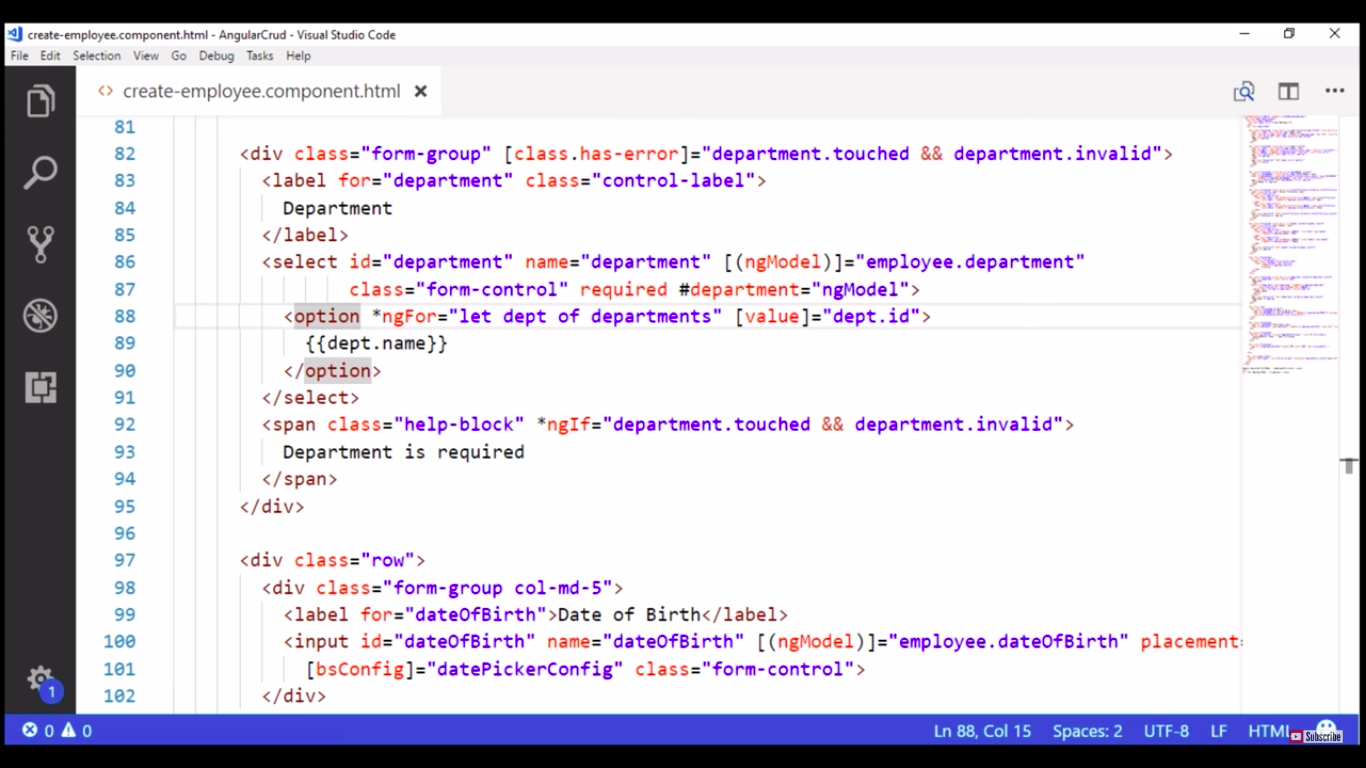 create-employee.component.html - AngularCrud - Visual Studio Code
File Edit Selection View Go Debug Tasks Help
<> create-employee.component.html
81
82 <div class="form-group" [class.has-error]="department.touched && department.invalid">
83 <label for="department" class="control-label">
84 Department
85 </label>
86 <select id="department" name="department" [(ngModel)]="employee.department"
87 class="form-control" required #department="ngModel">
88 <option *ngFor="let dept of departments" [value]="dept.id">
89 {{dept.name}}
90 </option>
91 </select>
92 <span class="help-block" *ngIf="department.touched && department.invalid">
93 Department is required
94 </span>
95 </div>
96
97 <div class="row">
98 <div class="form-group col-md-5">
99 <label for="dateOfBirth">Date of Birth</label>
100 <input id="dateOfBirth" name="dateOfBirth" [(ngModel)]="employee.dateOfBirth" placement=
101 [bsConfig]="datePickerConfig" class="form-control">
102 </div>
1
0 0 Ln 88, Col 15 Spaces: 2 UTF-8 LF HTML
Subscribe